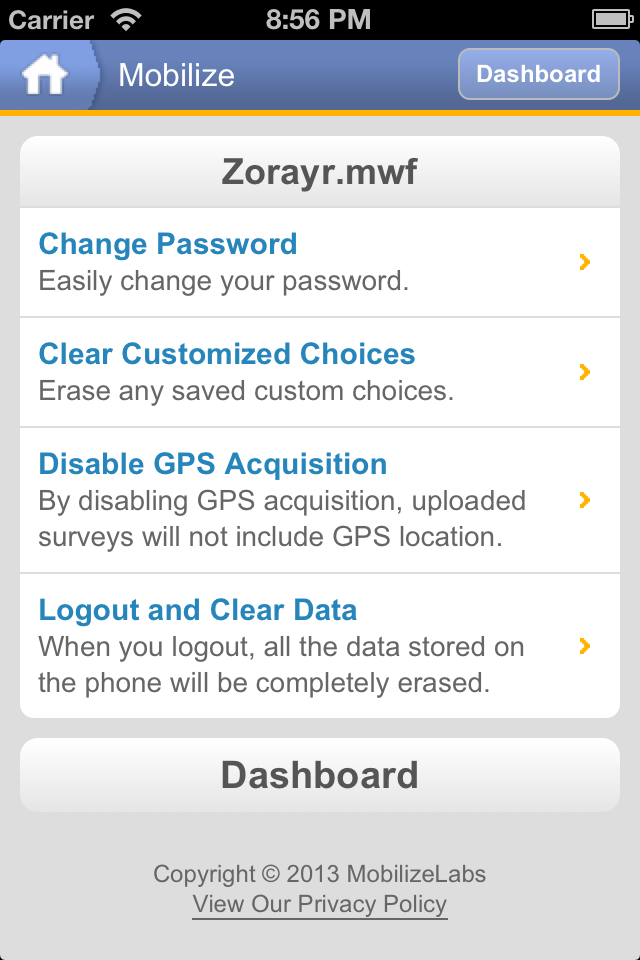 Carrier 8:56 PM
Mobilize Dashboard
Zorayr.mwf
Change Password
Easily change your password.
Clear Customized Choices
Erase any saved custom choices.
Disable GPS Acquisition
By disabling GPS acquisition, uploaded
surveys will not include GPS location.
Logout and Clear Data
When you logout, all the data stored on
the phone will be completely erased.
Dashboard
Copyright © 2013 MobilizeLabs
View Our Privacy Policy